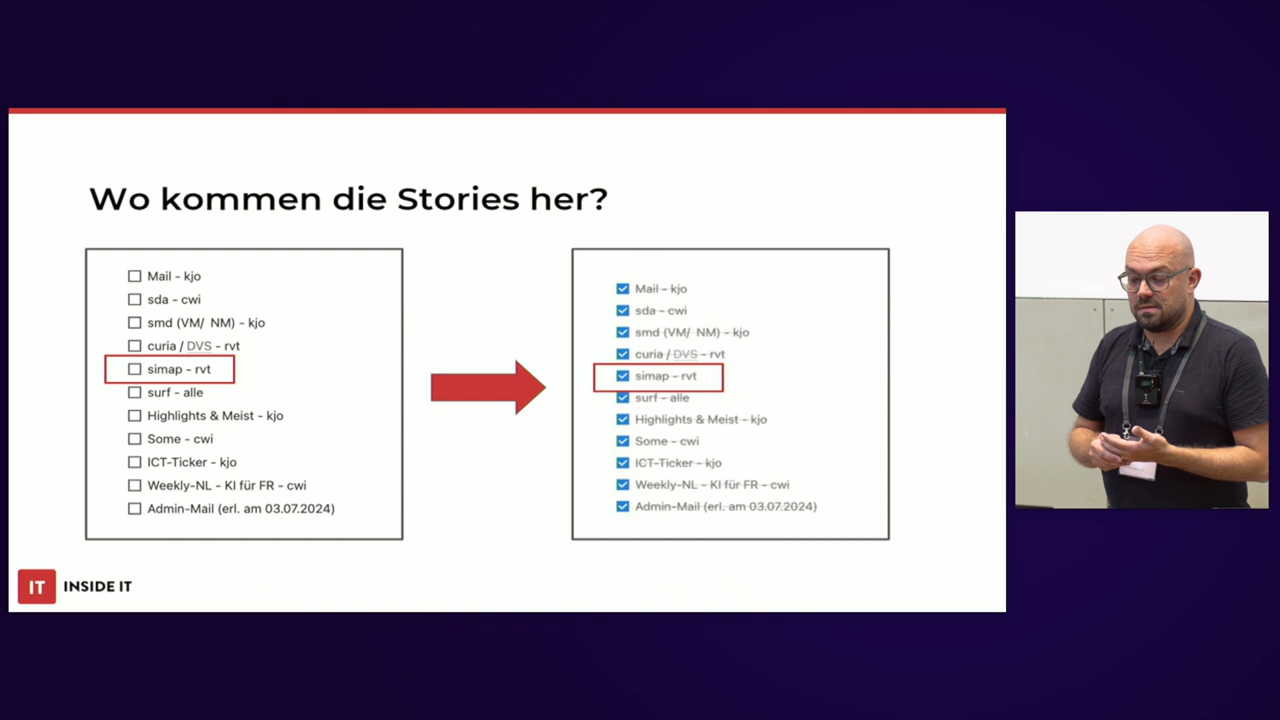 Wo kommen die Stories her?
Mail - kjo
sda - cwi
smd (VM/ NM) - kjo
curia / DVS - rvt
simap - rvt
surf - alle
Highlights & Meist - kjo
Some - cwi
ICT-Ticker - kjo
Weekly-NL - KI für FR - cwi
Admin-Mail (erl. am 03.07.2024)
Mail - kjo
sda - cwi
smd (VM/ NM) - kjo
curia / DVS - rvt
simap - rvt
surf - alle
Highlights & Meist - kjo
Some - cwi
ICT-Ticker - kjo
Weekly-NL - KI für FR - cwi
Admin-Mail (erl. am 03.07.2024)
IT INSIDE IT